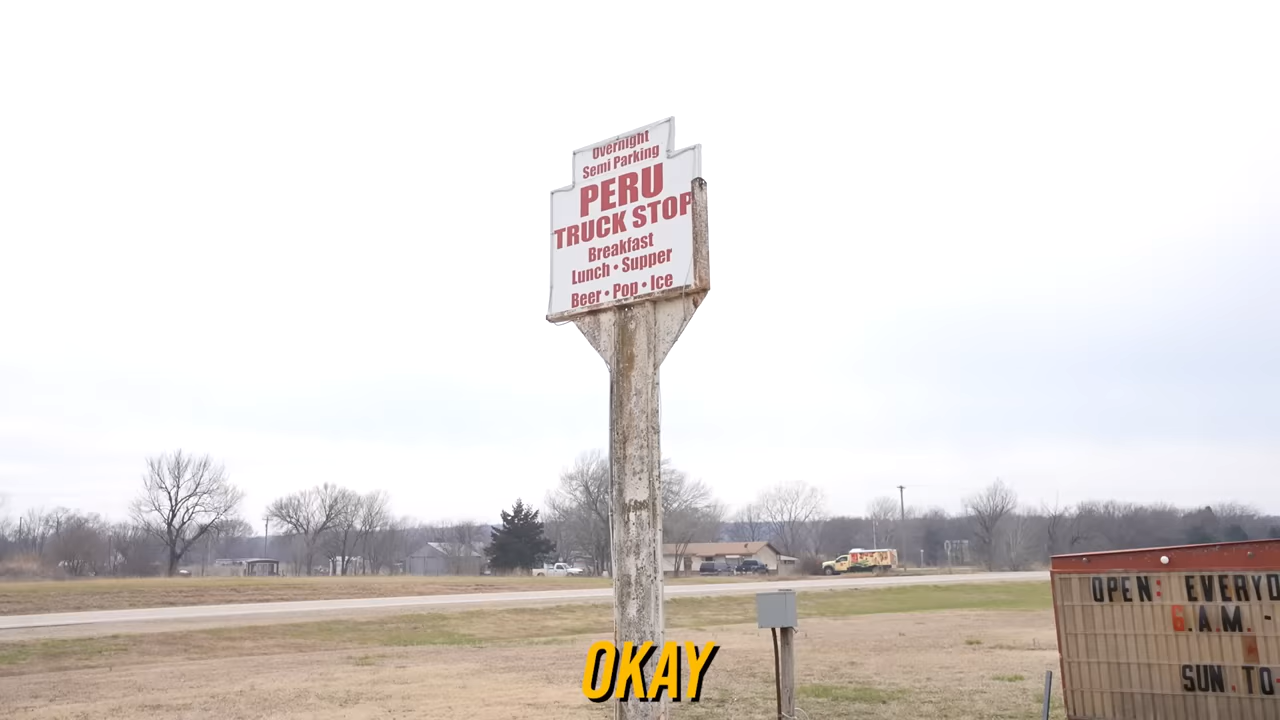 Overnight
Semi Parking
PERU
TRUCK STOP
Breakfast
Lunch • Supper
Beer • Pop • Ice
OPEN: EVERYD
6 A.M. -
SUN. TO
OKAY